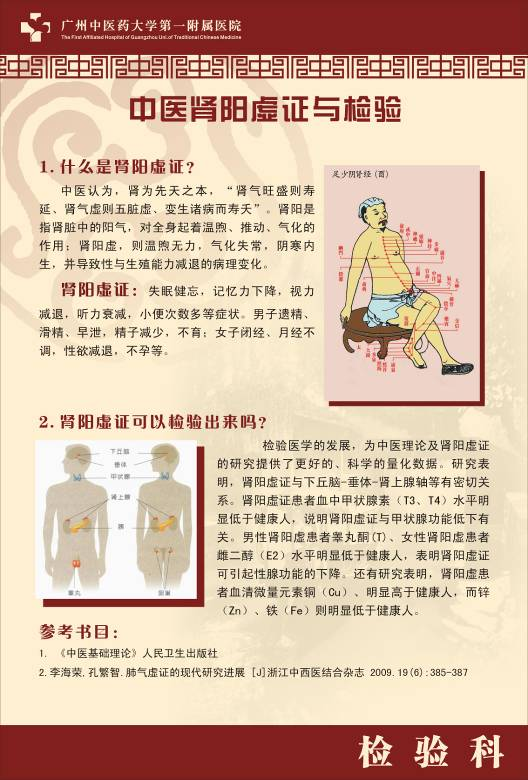 广州中医药大学第一附属医院
The First Affiliated Hospital of Guangzhou Uni.of Traditional Chinese Medicine
中医肾阳虚证与检验
1.什么是肾阳虚证？
中医认为，肾为先天之本，“肾气旺盛则寿
延、肾气虚则五脏虚、变生诸病而寿夭”。肾阳是
指肾脏中的阳气，对全身起着温煦、推动、气化的
作用；肾阳虚，则温煦无力，气化失常，阴寒内
生，并导致性与生殖能力减退的病理变化。
肾阳虚证：失眠健忘，记忆力下降，视力
减退，听力衰减，小便次数多等症状。男子遗精、
滑精、早泄，精子减少，不育；女子闭经、月经不
调，性欲减退，不孕等。
足少阴肾经（酉）
2.肾阳虚证可以检验出来吗？
下丘脑
垂体
甲状腺
肾上腺
胰
睾丸
卵巢
检验医学的发展，为中医理论及肾阳虚证
的研究提供了更好的、科学的量化数据。研究表
明，肾阳虚证与下丘脑-垂体-肾上腺轴等有密切关
系。肾阳虚证患者血中甲状腺素（T3、T4）水平明
显低于健康人，说明肾阳虚证与甲状腺功能低下有
关。男性肾阳虚患者睾丸酮(T)、女性肾阳虚患者
雌二醇（E2）水平明显低于健康人，表明肾阳虚证
可引起性腺功能的下降。还有研究表明，肾阳虚患
者血清微量元素铜（Cu）、明显高于健康人，而锌
（Zn）、铁（Fe）则明显低于健康人。
参考书目：
1. 《中医基础理论》人民卫生出版社
2.李海荣,孔繁智.肺气虚证的现代研究进展 [J]浙江中西医结合杂志 2009.19(6):385-387
检验科